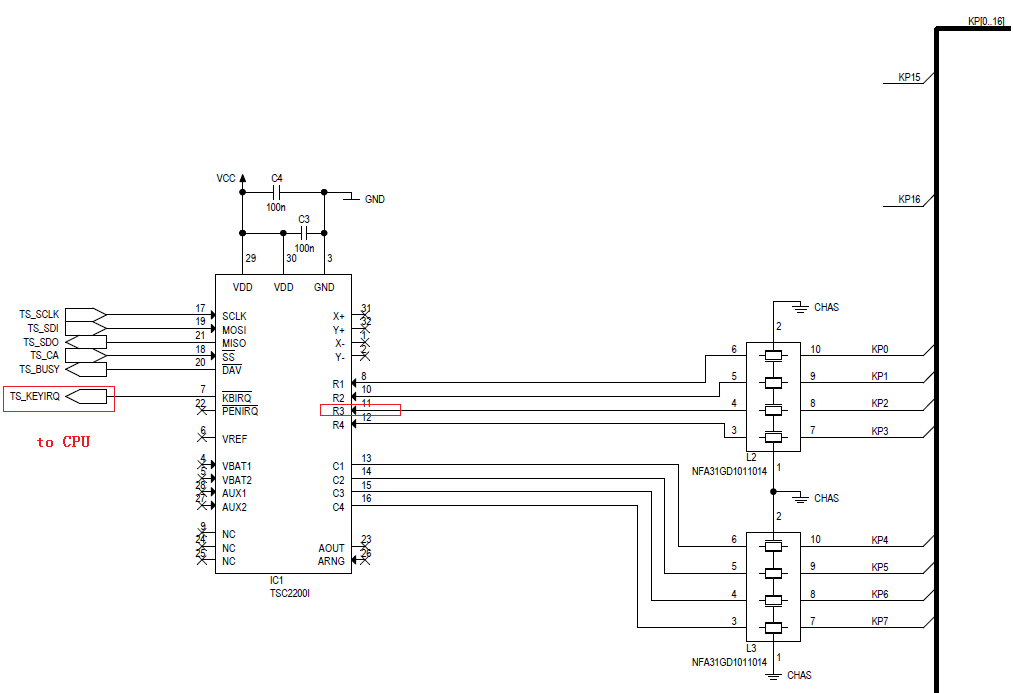 KP[0..16]
KP15
VCC
C4
100n
GND
KP16
C3
100n
29
30
3
VDD
VDD
GND
TS_SCLK
17
SCLK
X+
31
TS_SDI
19
MOSI
Y+
32
TS_SDO
21
MISO
X-
1
TS_CA
18
SS
Y-
2
TS_BUSY
20
DAV
TS_KEYIRQ
7
KBIRQ
22
PENIRQ
to CPU
6
VREF
R1
8
R2
10
R3
11
R4
12
4
VBAT1
5
VBAT2
28
AUX1
27
AUX2
C1
13
C2
14
C3
15
C4
16
9
NC
24
NC
25
NC
AOUT
23
ARNG
26
IC1
TSC2200I
CHAS
2
6
10
KP0
5
9
KP1
4
8
KP2
3
7
KP3
L2
NFA31GD1011014
1
CHAS
2
6
10
KP4
5
9
KP5
4
8
KP6
3
7
KP7
L3
NFA31GD1011014
1
CHAS